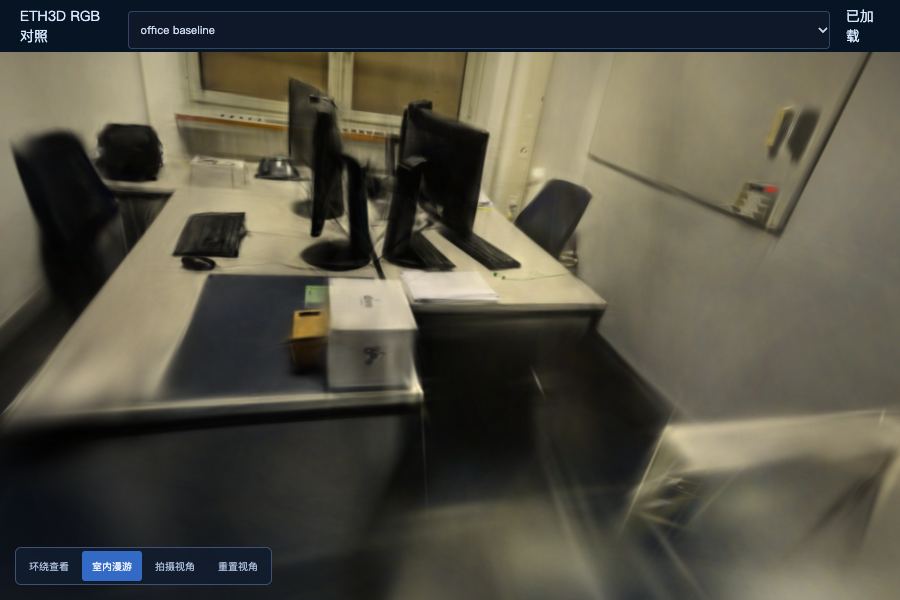 ETH3D RGB
对照
office baseline
已加
载
环绕查看
室内漫游
拍摄视角
重置视角